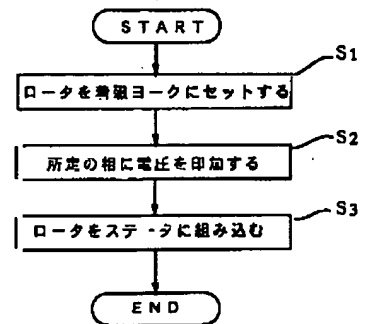 START
S1
ロータを着磁ヨークにセットする
S2
所定の相に電圧を印加する
S3
ロータをステータに組み込む
END